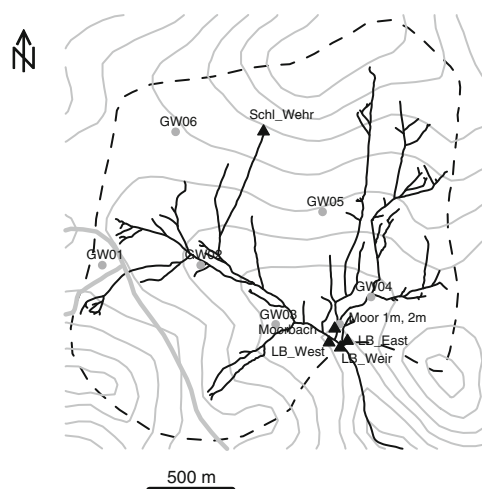 N
Schl_Wehr
GW06
GW05
GW01
GW02
GW04
GW03
Moor 1m, 2m
Moorbach
LB_East
LB_West
LB_Weir
500 m